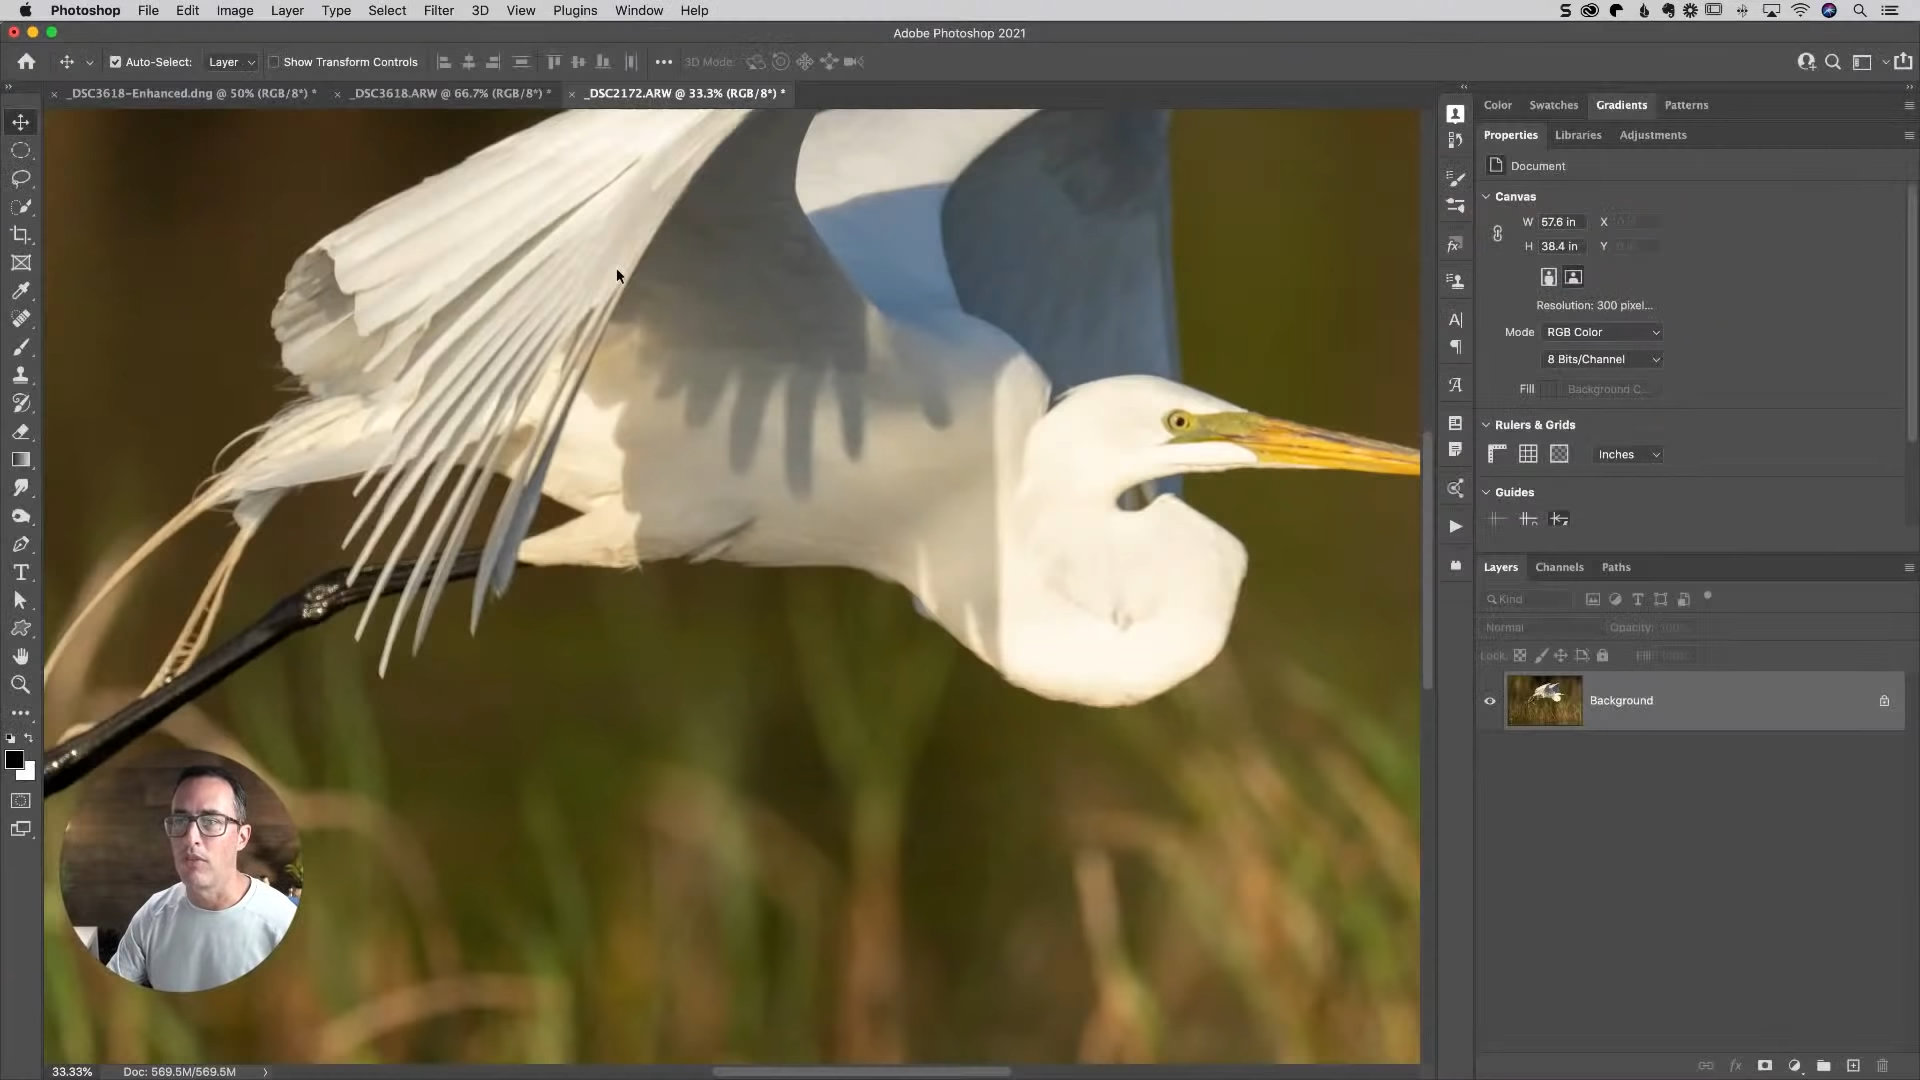 Photoshop File Edit Image Layer Type Select Filter 3D View Plugins Window Help
Adobe Photoshop 2021
Auto-Select: Layer Show Transform Controls 3D Mode:
_DSC3618-Enhanced.dng @ 50% (RGB/8*) * _DSC3618.ARW @ 66.7% (RGB/8*) * _DSC2172.ARW @ 33.3% (RGB/8*) *
Color Swatches Gradients Patterns
Properties Libraries Adjustments
Document
Canvas
W 57.6 in X
H 38.4 in Y
Resolution: 300 pixel...
Mode RGB Color
8 Bits/Channel
Fill Background C...
Rulers & Grids
Inches
Guides
Layers Channels Paths
Kind
Normal Opacity: 100%
Lock: Fill:
Background
33.33% Doc: 569.5M/569.5M